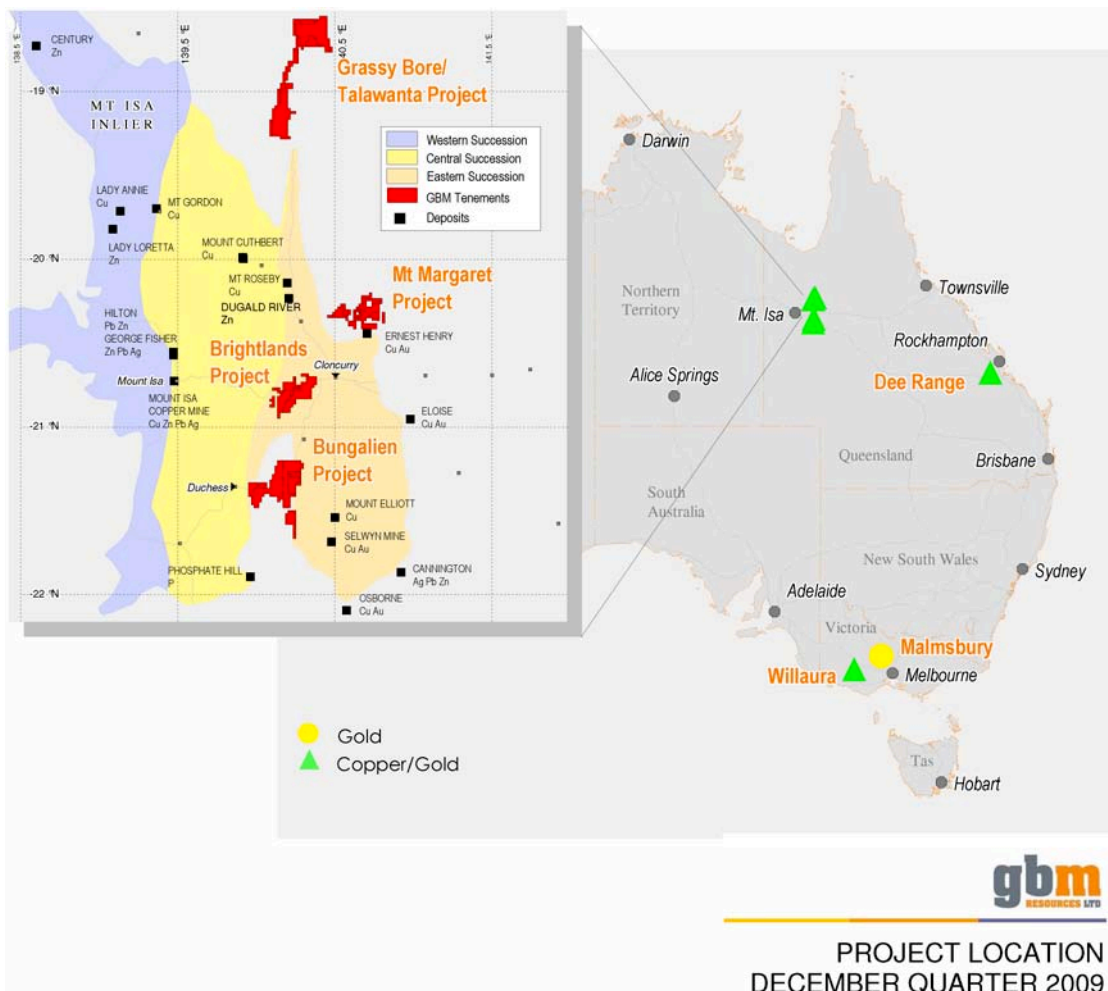 138.5 °E
139.5 °E
140.5 °E
141.5 °E
CENTURY
Zn
Grassy Bore/
Talawanta Project
-19 °N
MT ISA
INLIER
Western Succession
Central Succession
Eastern Succession
GBM Tenements
Deposits
LADY ANNIE
Cu
MT GORDON
Cu
LADY LORETTA
Zn
MOUNT CUTHBERT
Cu
-20 °N
MT ROSEBY
Cu
DUGALD RIVER
Zn
Mt Margaret
Project
HILTON
Pb Zn
GEORGE FISHER
Zn Pb Ag
ERNEST HENRY
Cu Au
Brightlands
Project
Cloncurry
Mount Isa
MOUNT ISA
COPPER MINE
Cu Zn Pb Ag
ELOISE
Cu Au
-21 °N
Bungalien
Project
Duchess
MOUNT ELLIOTT
Cu
SELWYN MINE
Cu Au
PHOSPHATE HILL
P
CANNINGTON
Ag Pb Zn
-22 °N
OSBORNE
Cu Au
Darwin
Northern
Territory
Mt. Isa
Townsville
Rockhampton
Alice Springs
Dee Range
Queensland
Brisbane
South
Australia
New South Wales
Sydney
Adelaide
Victoria
Malmsbury
Willaura
Melbourne
Tas
Hobart
Gold
Copper/Gold
gbm
RESOURCES LTD
PROJECT LOCATION
DECEMBER QUARTER 2009